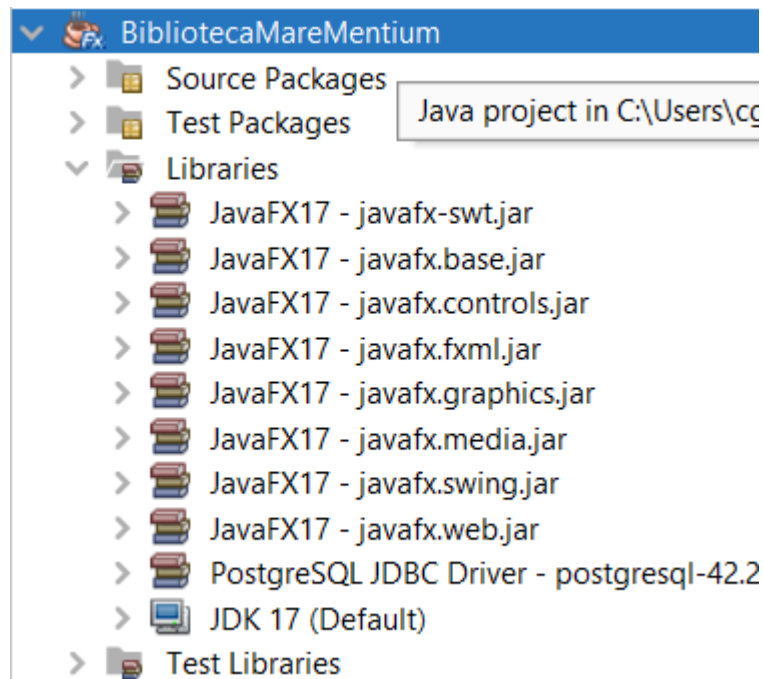 BibliotecaMareMentium
Source Packages
Java project in C:\Users\cg
Test Packages
Libraries
JavaFX17 - javafx-swt.jar
JavaFX17 - javafx.base.jar
JavaFX17 - javafx.controls.jar
JavaFX17 - javafx.fxml.jar
JavaFX17 - javafx.graphics.jar
JavaFX17 - javafx.media.jar
JavaFX17 - javafx.swing.jar
JavaFX17 - javafx.web.jar
PostgreSQL JDBC Driver - postgresql-42.2
JDK 17 (Default)
Test Libraries